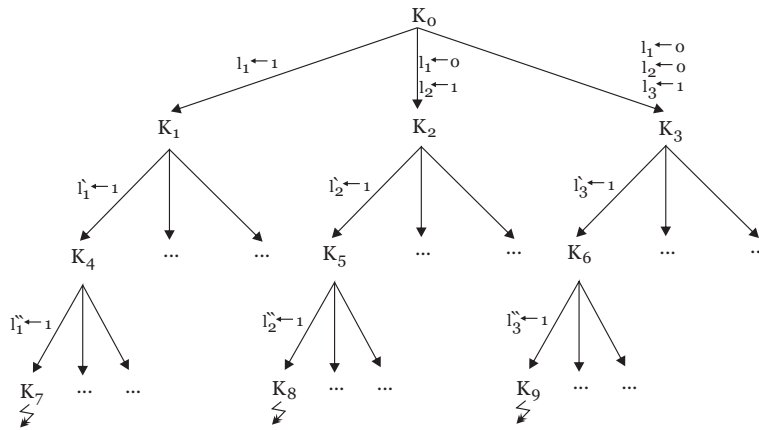 K₀
l₁←1 l₁←0 l₁←0
l₂←0
l₂←1 l₃←1
K₁ K₂ K₃
l`₁←1 l`₂←1 l`₃←1
K₄ ... ... K₅ ... ... K₆ ... ...
l``₁←1 l``₂←1 l``₃←1
K₇ ... ... K₈ ... ... K₉ ... ...